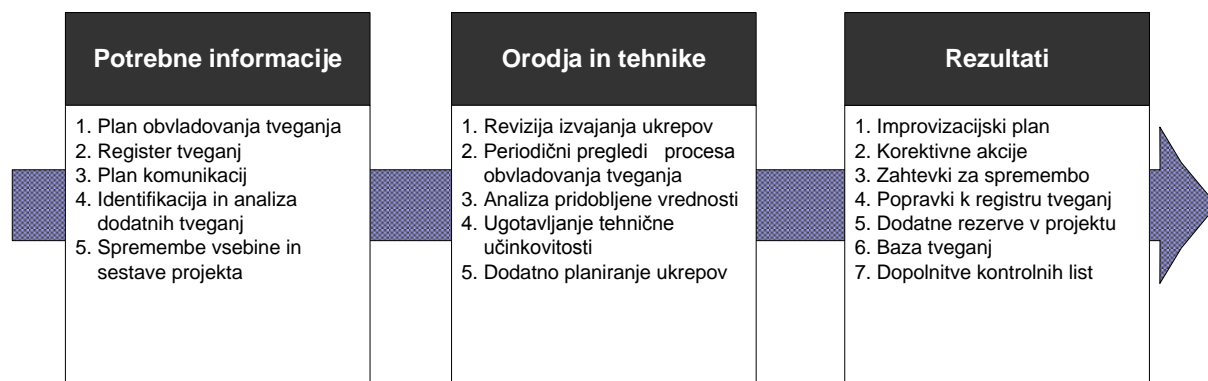 Potrebne informacije
1. Plan obvladovanja tveganja
2. Register tveganj
3. Plan komunikacij
4. Identifikacija in analiza
dodatnih tveganj
5. Spremembe vsebine in
sestave projekta
Orodja in tehnike
1. Revizija izvajanja ukrepov
2. Periodični pregledi procesa
obvladovanja tveganja
3. Analiza pridobljene vrednosti
4. Ugotavljanje tehnične
učinkovitosti
5. Dodatno planiranje ukrepov
Rezultati
1. Improvizacijski plan
2. Korektivne akcije
3. Zahtevki za spremembo
4. Popravki k registru tveganj
5. Dodatne rezerve v projektu
6. Baza tveganj
7. Dopolnitve kontrolnih list